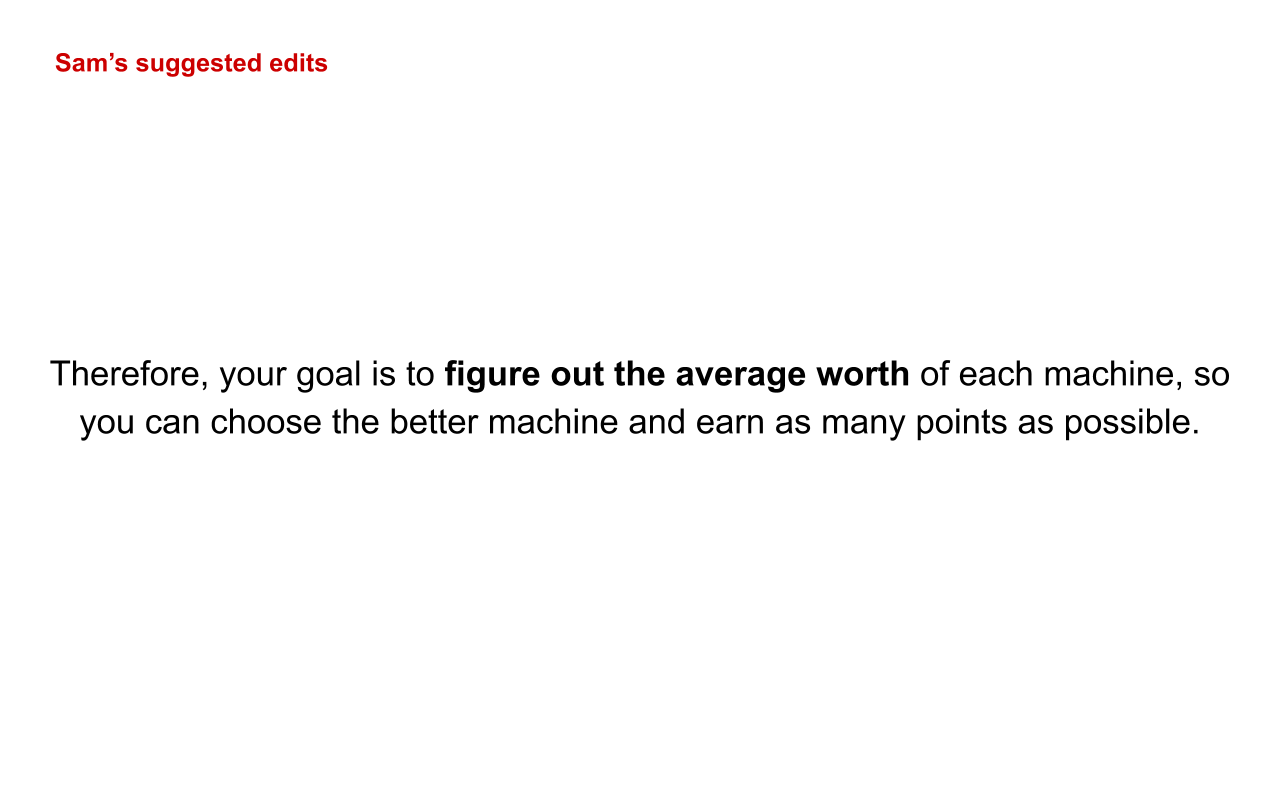 Sam’s suggested edits
Therefore, your goal is to figure out the average worth of each machine, so
you can choose the better machine and earn as many points as possible.